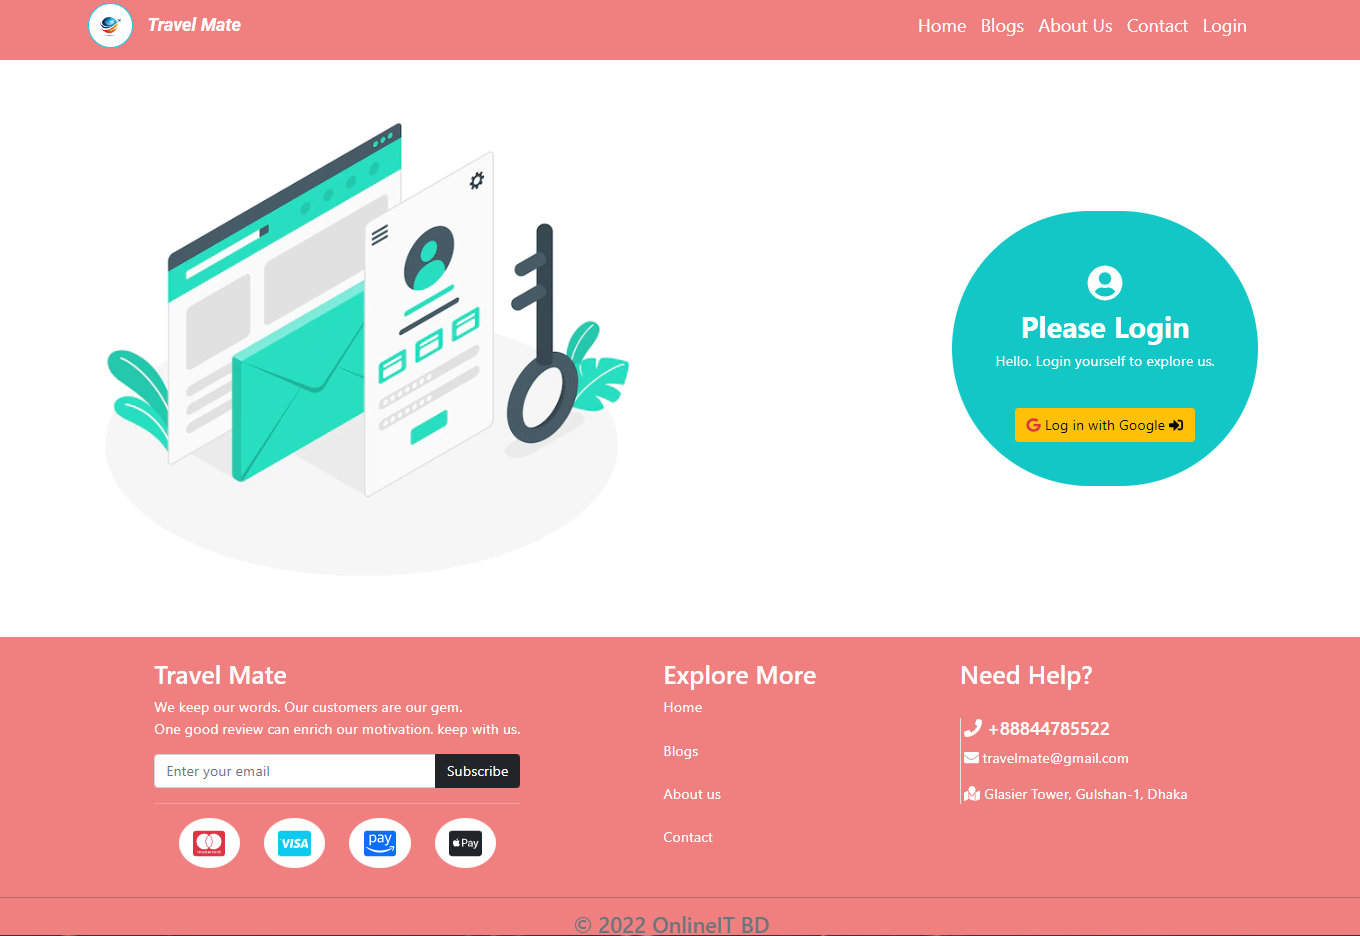 Travel Mate
Home Blogs About Us Contact Login
Please Login
Hello. Login yourself to explore us.
Log in with Google
Travel Mate
We keep our words. Our customers are our gem.
One good review can enrich our motivation. keep with us.
Enter your email Subscribe
mastercard
VISA
pay
Pay
Explore More
Home
Blogs
About us
Contact
Need Help?
+88844785522
travelmate@gmail.com
Glasier Tower, Gulshan-1, Dhaka
© 2022 OnlineIT BD